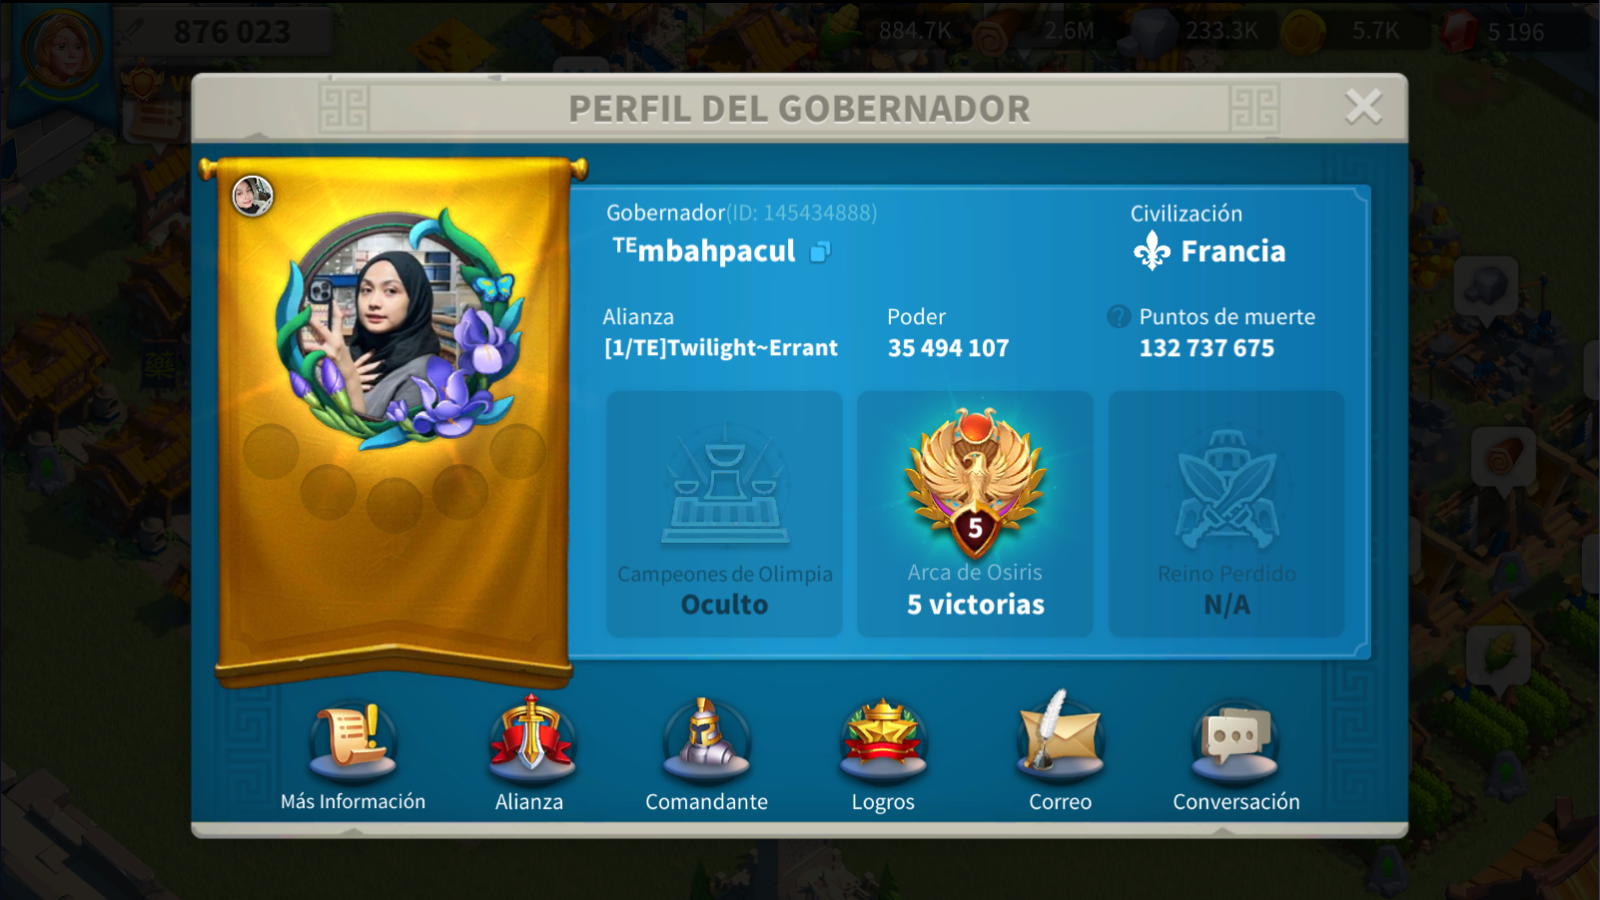 876 023
884.7K
2.6M
233.3K
5.7K
5 196
PERFIL DEL GOBERNADOR
Gobernador(ID: 145434888)
ᵀᴱmbahpacul
Civilización
Francia
Alianza
[1/TE]Twilight~Errant
Poder
35 494 107
? Puntos de muerte
132 737 675
5
Campeones de Olimpia
Oculto
Arca de Osiris
5 victorias
Reino Perdido
N/A
Más Información
Alianza
Comandante
Logros
Correo
Conversación